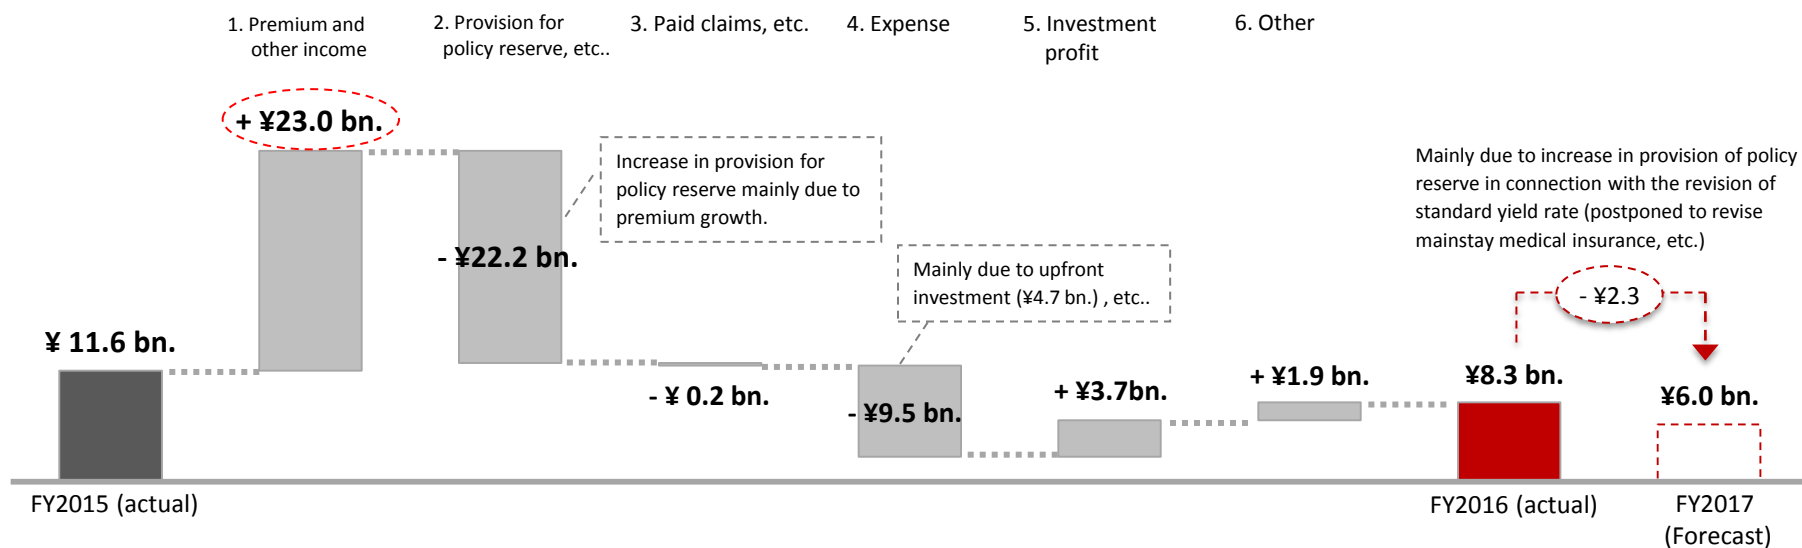 1. Premium and
other income
2. Provision for
policy reserve, etc..
3. Paid claims, etc.
4. Expense
5. Investment
profit
6. Other
+ ¥23.0 bn.
Increase in provision for
policy reserve mainly due to
premium growth.
- ¥22.2 bn.
Mainly due to upfront
investment (¥4.7 bn.) , etc..
Mainly due to increase in provision of policy
reserve in connection with the revision of
standard yield rate (postponed to revise
mainstay medical insurance, etc.)
- ¥2.3
¥ 11.6 bn.
- ¥ 0.2 bn.
- ¥9.5 bn.
+ ¥3.7bn.
+ ¥1.9 bn.
¥8.3 bn.
¥6.0 bn.
FY2015 (actual)
FY2016 (actual)
FY2017
(Forecast)